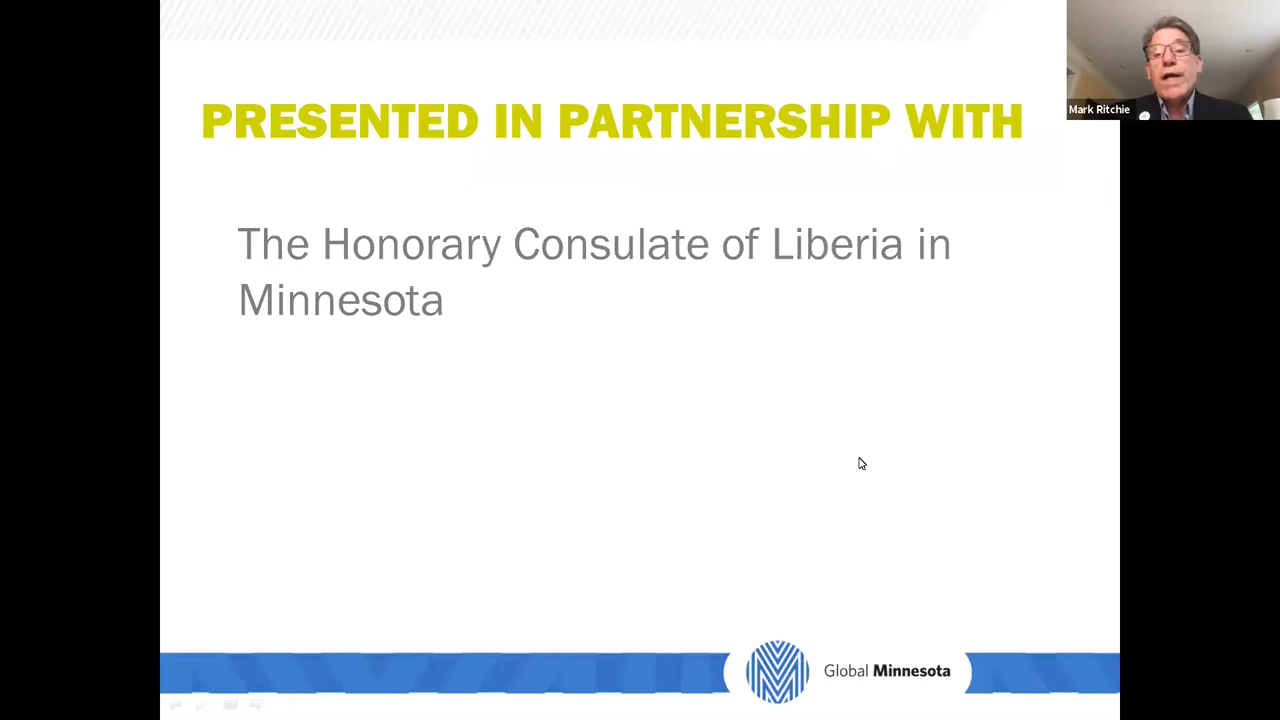 PRESENTED IN PARTNERSHIP WITH
Mark Ritchie
The Honorary Consulate of Liberia in
Minnesota
Global Minnesota